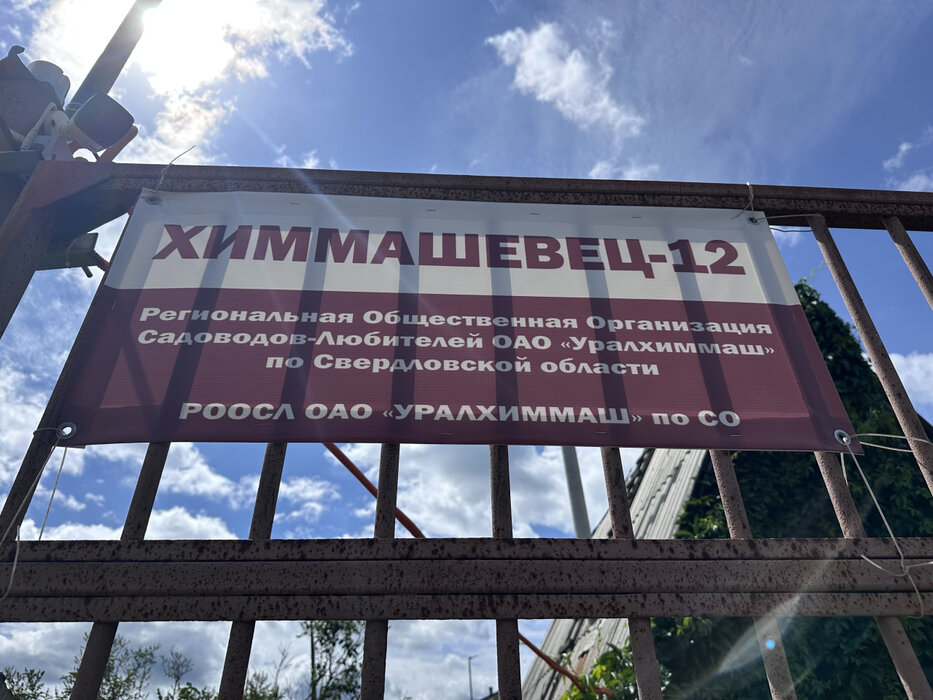 ХИММАШЕВЕЦ-12
Региональная Общественная Организация
Садоводов-Любителей ОАО «Уралхиммаш»
по Свердловской области
РООСЛ ОАО «УРАЛХИММАШ» по СО